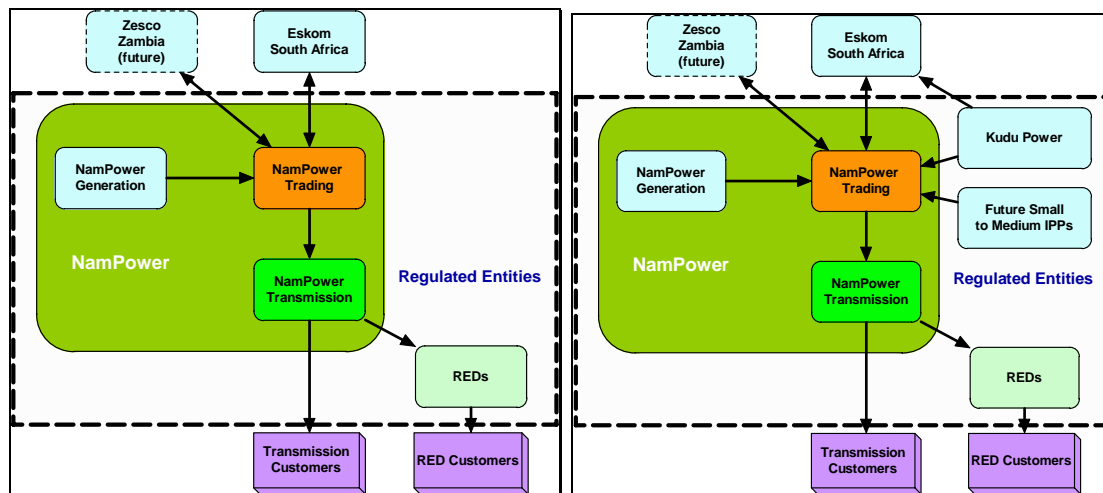 Zesco
Zambia
(future)
Eskom
South Africa
NamPower
Generation
NamPower
Trading
NamPower
NamPower
Transmission
Regulated Entities
REDs
Transmission
Customers
RED Customers
Zesco
Zambia
(future)
Eskom
South Africa
Kudu Power
NamPower
Generation
NamPower
Trading
Future Small
to Medium IPPs
NamPower
NamPower
Transmission
Regulated Entities
REDs
Transmission
Customers
RED Customers